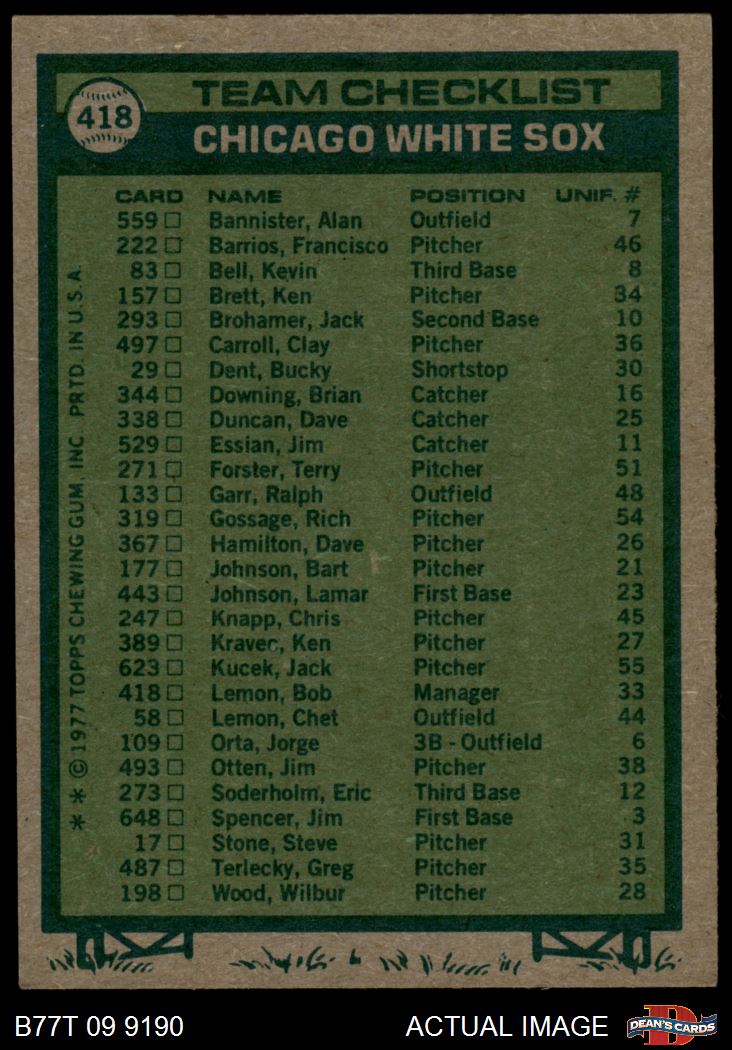 418
TEAM CHECKLIST
CHICAGO WHITE SOX
CARD NAME POSITION UNIF. #
559 Bannister, Alan Outfield 7
222 Barrios, Francisco Pitcher 46
83 Bell, Kevin Third Base 8
157 Brett, Ken Pitcher 34
293 Brohamer, Jack Second Base 10
497 Carroll, Clay Pitcher 36
29 Dent, Bucky Shortstop 30
344 Downing, Brian Catcher 16
338 Duncan, Dave Catcher 25
529 Essian, Jim Catcher 11
271 Forster, Terry Pitcher 51
133 Garr, Ralph Outfield 48
319 Gossage, Rich Pitcher 54
367 Hamilton, Dave Pitcher 26
177 Johnson, Bart Pitcher 21
443 Johnson, Lamar First Base 23
247 Knapp, Chris Pitcher 45
389 Kravec, Ken Pitcher 27
623 Kucek, Jack Pitcher 55
418 Lemon, Bob Manager 33
58 Lemon, Chet Outfield 44
109 Orta, Jorge 3B - Outfield 6
493 Otten, Jim Pitcher 38
273 Soderholm, Eric Third Base 12
648 Spencer, Jim First Base 3
17 Stone, Steve Pitcher 31
487 Terlecky, Greg Pitcher 35
198 Wood, Wilbur Pitcher 28
* * © 1977 TOPPS CHEWING GUM, INC. PRTD. IN U.S.A.
B77T 09 9190 ACTUAL IMAGE
D
DEAN'S CARDS